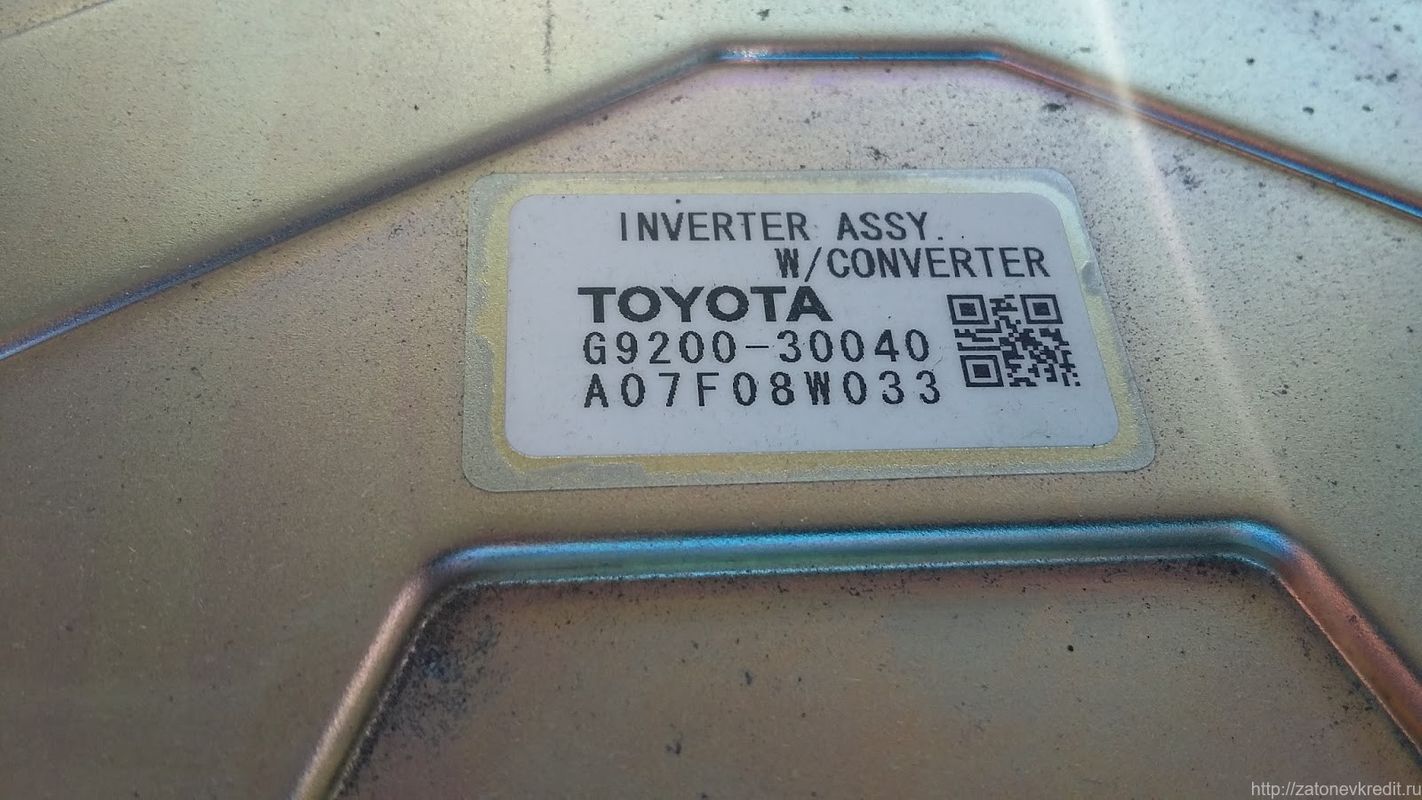 INVERTER ASSY.
W/CONVERTER
TOYOTA
G9200-30040
A07F08W033
http://zatonevkredit.ru